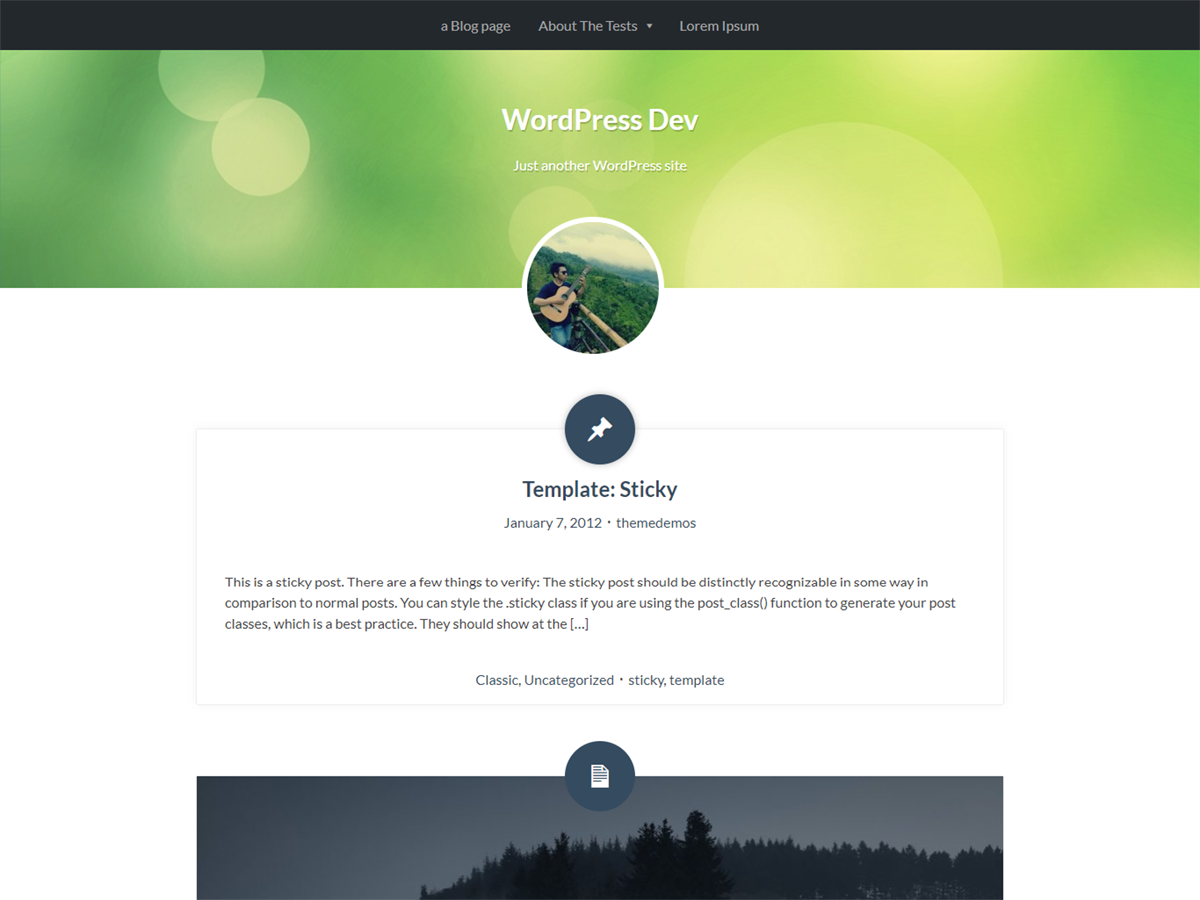 a Blog page About The Tests Lorem Ipsum
WordPress Dev
Just another WordPress site
Template: Sticky
January 7, 2012 · themedemos
This is a sticky post. There are a few things to verify: The sticky post should be distinctly recognizable in some way in
comparison to normal posts. You can style the .sticky class if you are using the post_class() function to generate your post
classes, which is a best practice. They should show at the […]
Classic, Uncategorized · sticky, template